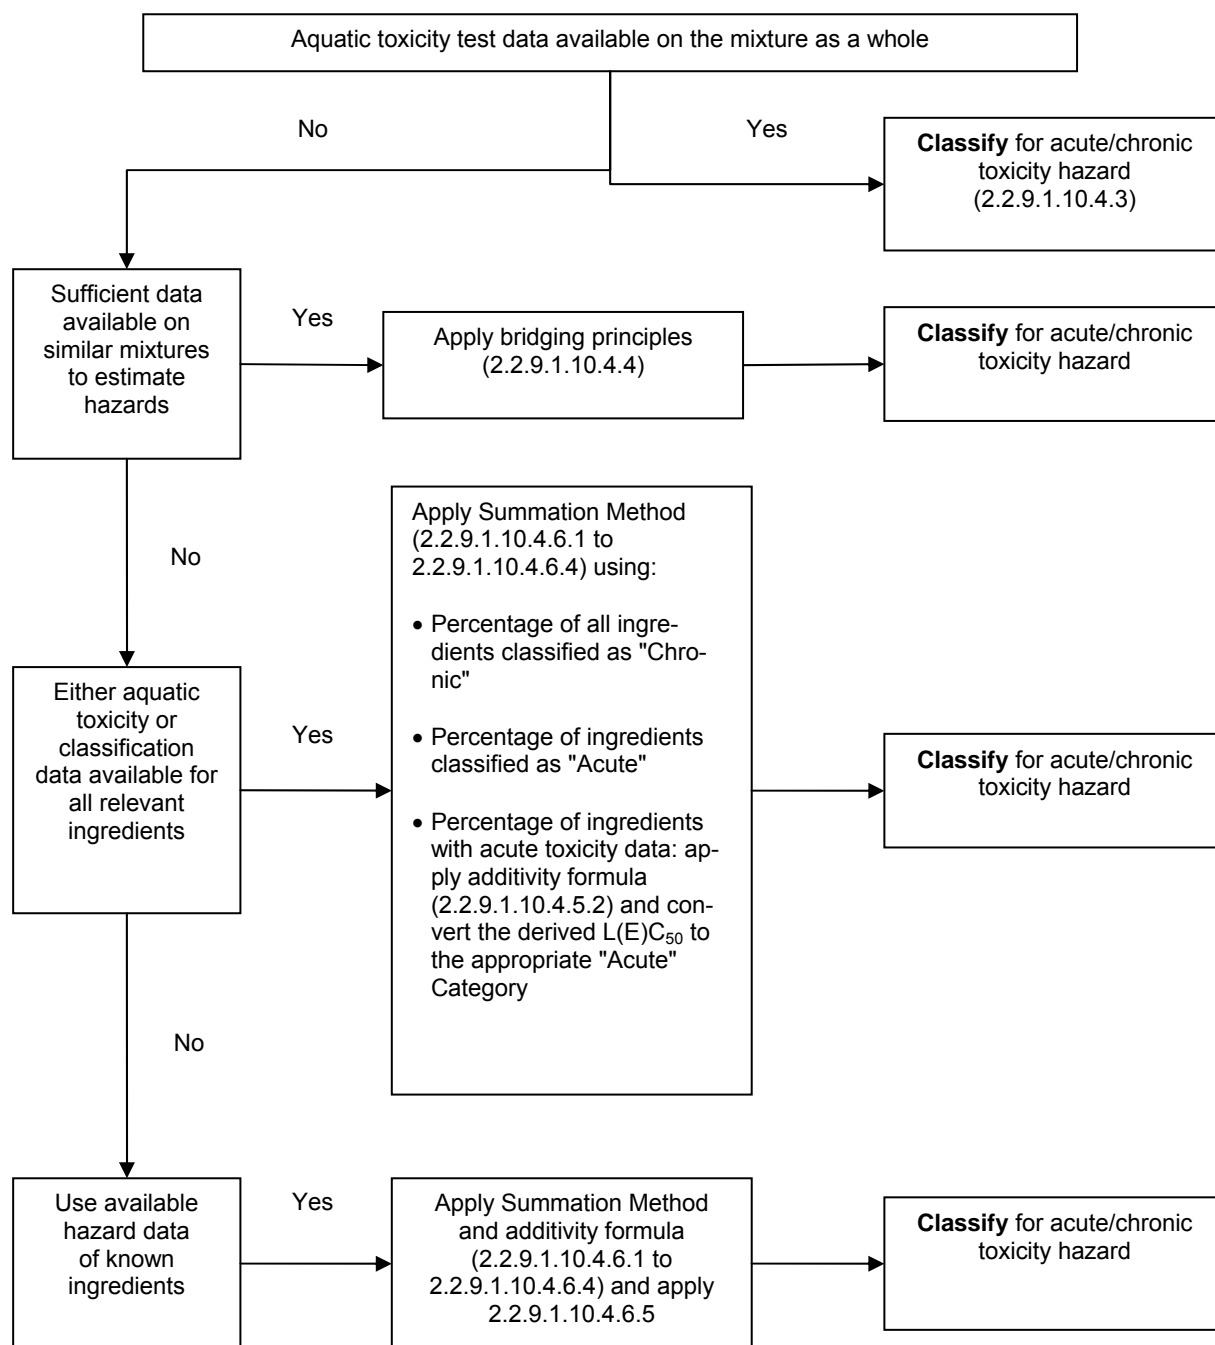 Aquatic toxicity test data available on the mixture as a whole
No
Yes
Classify for acute/chronic
toxicity hazard
(2.2.9.1.10.4.3)
Sufficient data
available on
similar mixtures
to estimate
hazards
Yes
Apply bridging principles
(2.2.9.1.10.4.4)
Classify for acute/chronic
toxicity hazard
No
Apply Summation Method
(2.2.9.1.10.4.6.1 to
2.2.9.1.10.4.6.4) using:
• Percentage of all ingre-
dients classified as "Chro-
nic"
• Percentage of ingredients
classified as "Acute"
• Percentage of ingredients
with acute toxicity data: ap-
ply additivity formula
(2.2.9.1.10.4.5.2) and con-
vert the derived L(E)C₅₀ to
the appropriate "Acute"
Category
Either aquatic
toxicity or
classification
data available for
all relevant
ingredients
Yes
Classify for acute/chronic
toxicity hazard
No
Use available
hazard data
of known
ingredients
Yes
Apply Summation Method
and additivity formula
(2.2.9.1.10.4.6.1 to
2.2.9.1.10.4.6.4) and apply
2.2.9.1.10.4.6.5
Classify for acute/chronic
toxicity hazard